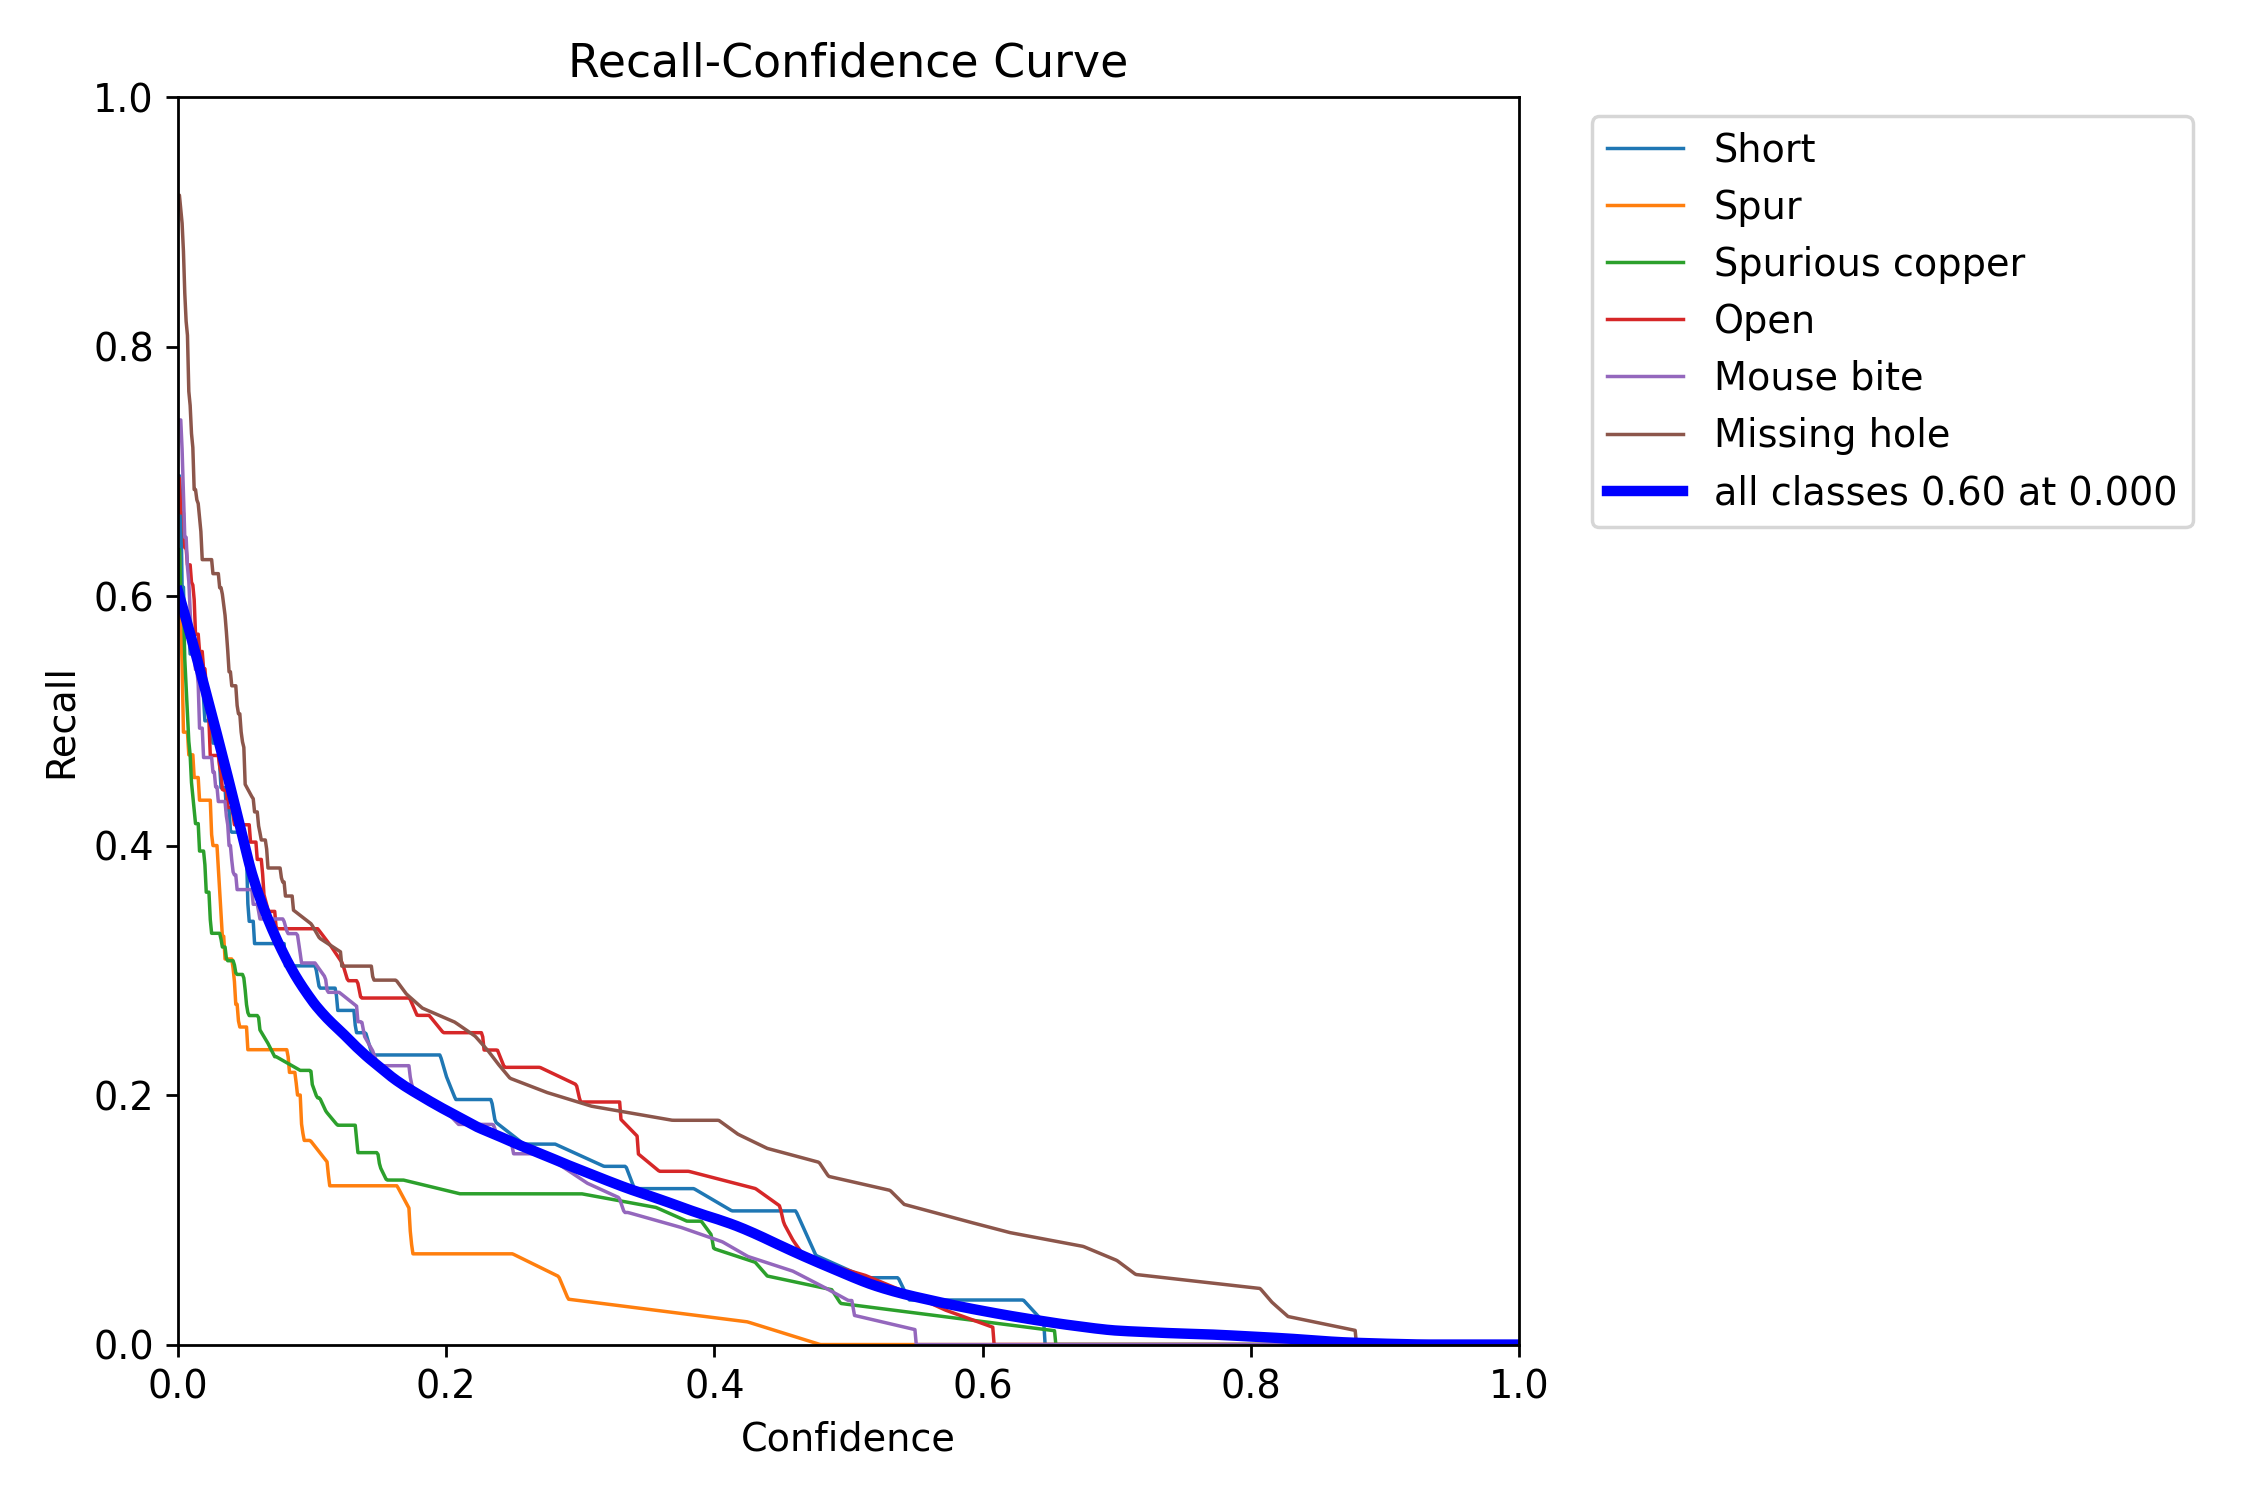 Recall-Confidence Curve
1.0
0.8
0.6
0.4
0.2
0.0
Recall
0.0 0.2 0.4 0.6 0.8 1.0
Confidence
Short
Spur
Spurious copper
Open
Mouse bite
Missing hole
all classes 0.60 at 0.000